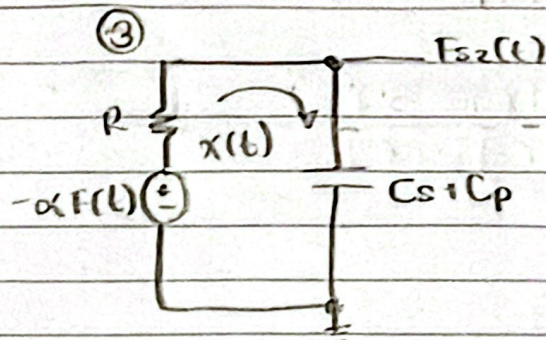 ③
Fs2(t)
R
x(t)
-αF(t)
+
-
Cs+Cp